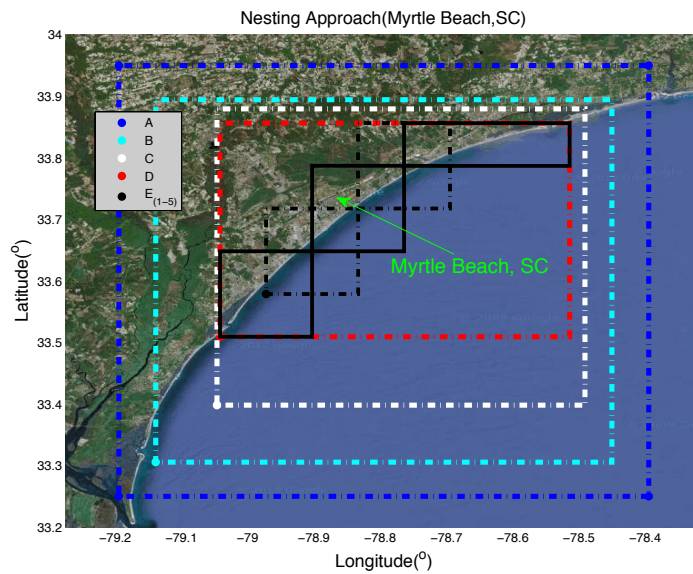 Nesting Approach(Myrtle Beach,SC)
34
33.9
33.8
33.7
33.6
33.5
33.4
33.3
33.2
Latitude(o)
A
B
C
D
E(1−5)
Myrtle Beach, SC
−79.2 −79.1 −79 −78.9 −78.8 −78.7 −78.6 −78.5 −78.4
Longitude(o)